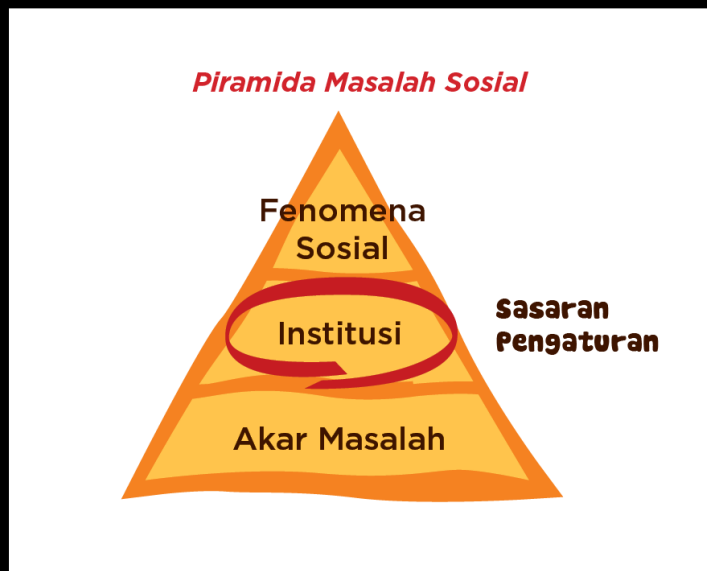 Piramida Masalah Sosial
Fenomena
Sosial
Institusi
Sasaran
Pengaturan
Akar Masalah